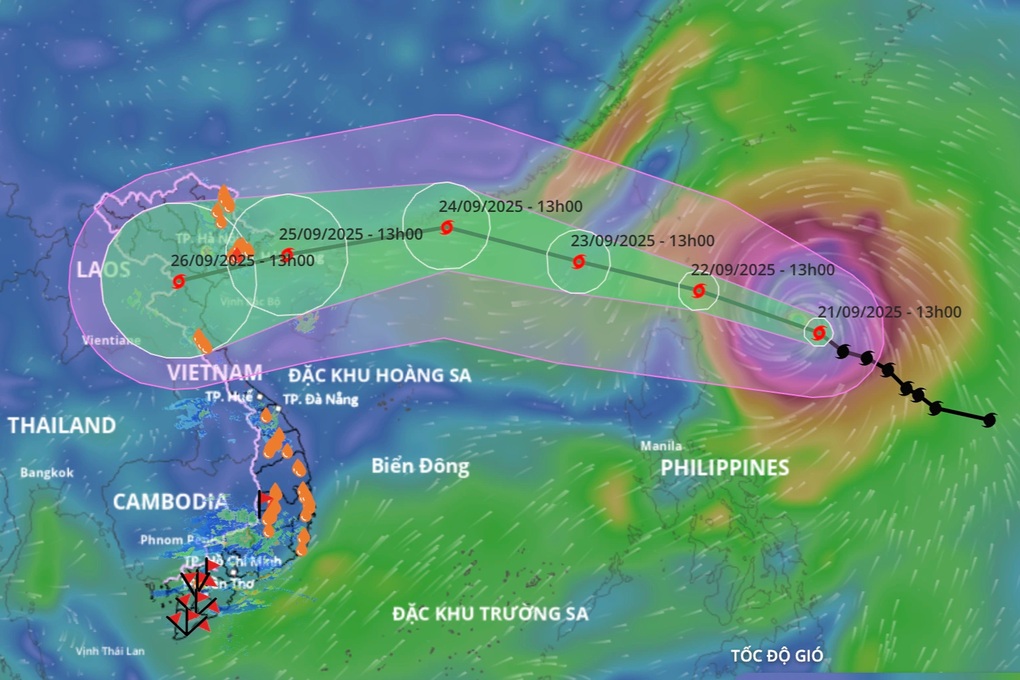 24/09/2025 - 13h00
25/09/2025 - 13h00
23/09/2025 - 13h00
TP. Hà
26/09/2025 - 13h00
22/09/2025 - 13h00
LAOS
Vịnh Bắc Bộ
21/09/2025 - 13h00
Vientiane
VIETNAM
ĐẶC KHU HOÀNG SA
TP. Huế
TP. Đà Nẵng
THAILAND
Manila
Bangkok
Biển Đông
PHILIPPINES
CAMBODIA
Phnom
TP. Hồ Chí Minh
Thơ
ĐẶC KHU TRƯỜNG SA
Vịnh Thái Lan
TỐC ĐỘ GIÓ